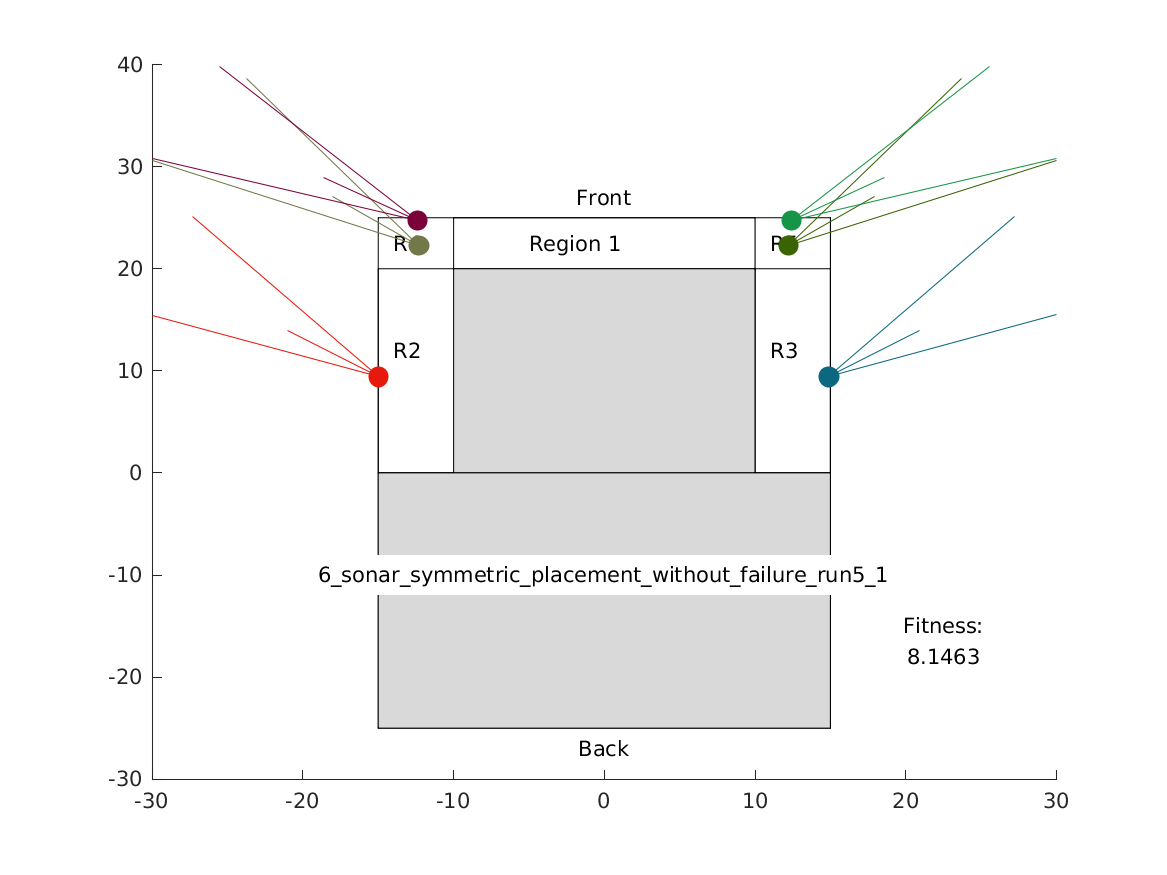 40
30
20
10
0
-10
-20
-30
-30
-20
-10
0
10
20
30
Front
Region 1
R2
R3
6_sonar_symmetric_placement_without_failure_run5_1
Fitness:
8.1463
Back